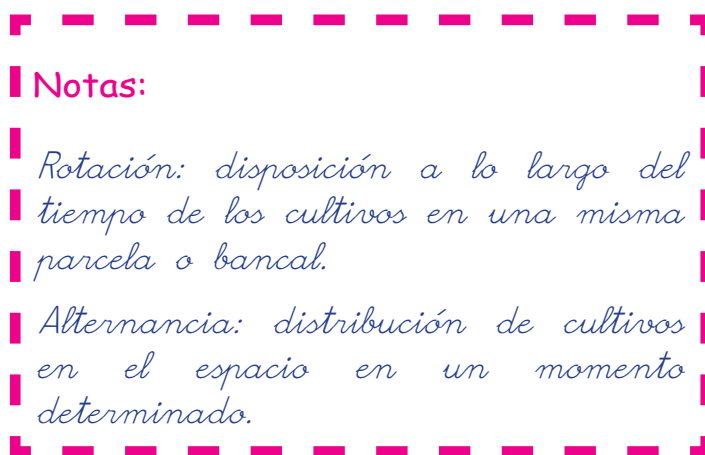 Notas:
Rotación: disposición a lo largo del
tiempo de los cultivos en una misma
parcela o bancal.
Alternancia: distribución de cultivos
en el espacio en un momento
determinado.